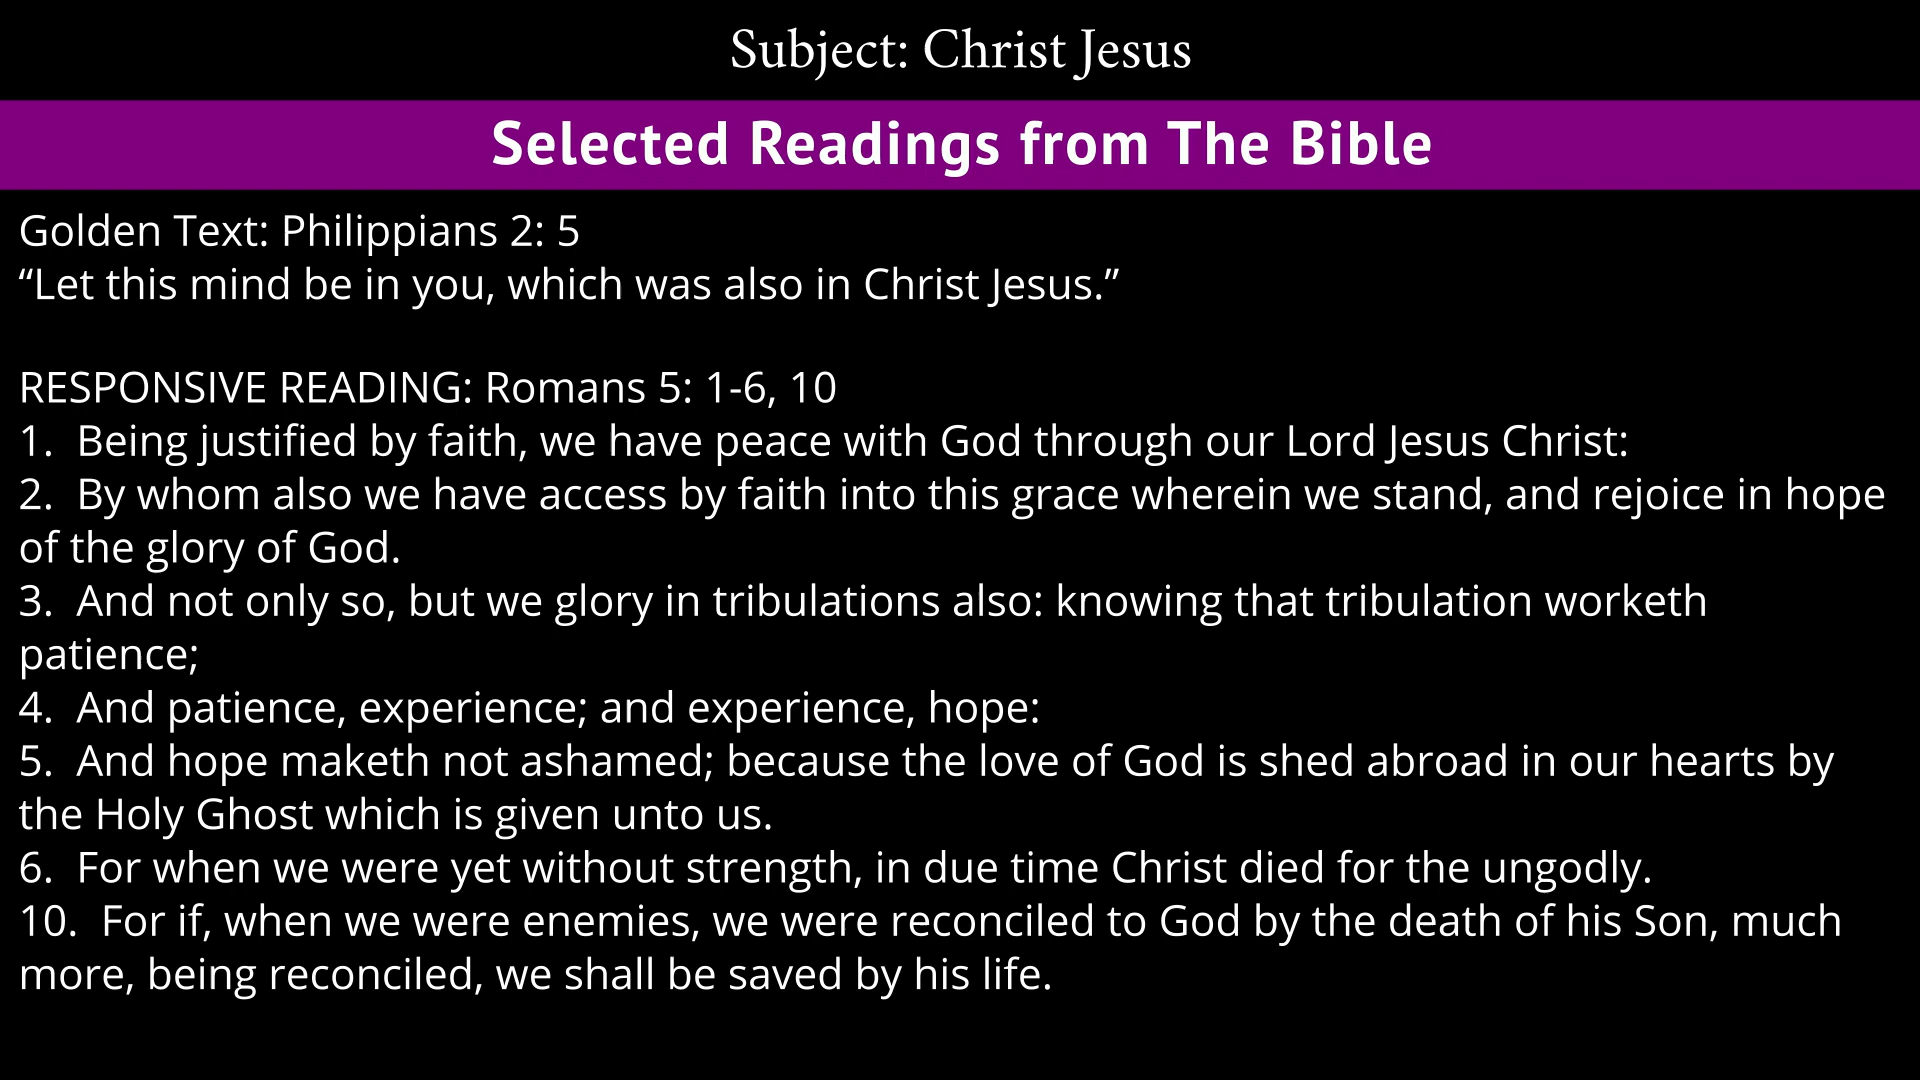 Subject: Christ Jesus
Selected Readings from The Bible
Golden Text: Philippians 2: 5
“Let this mind be in you, which was also in Christ Jesus.”
RESPONSIVE READING: Romans 5: 1-6, 10
1.  Being justified by faith, we have peace with God through our Lord Jesus Christ:
2.  By whom also we have access by faith into this grace wherein we stand, and rejoice in hope
of the glory of God.
3.  And not only so, but we glory in tribulations also: knowing that tribulation worketh
patience;
4.  And patience, experience; and experience, hope:
5.  And hope maketh not ashamed; because the love of God is shed abroad in our hearts by
the Holy Ghost which is given unto us.
6.  For when we were yet without strength, in due time Christ died for the ungodly.
10.  For if, when we were enemies, we were reconciled to God by the death of his Son, much
more, being reconciled, we shall be saved by his life.